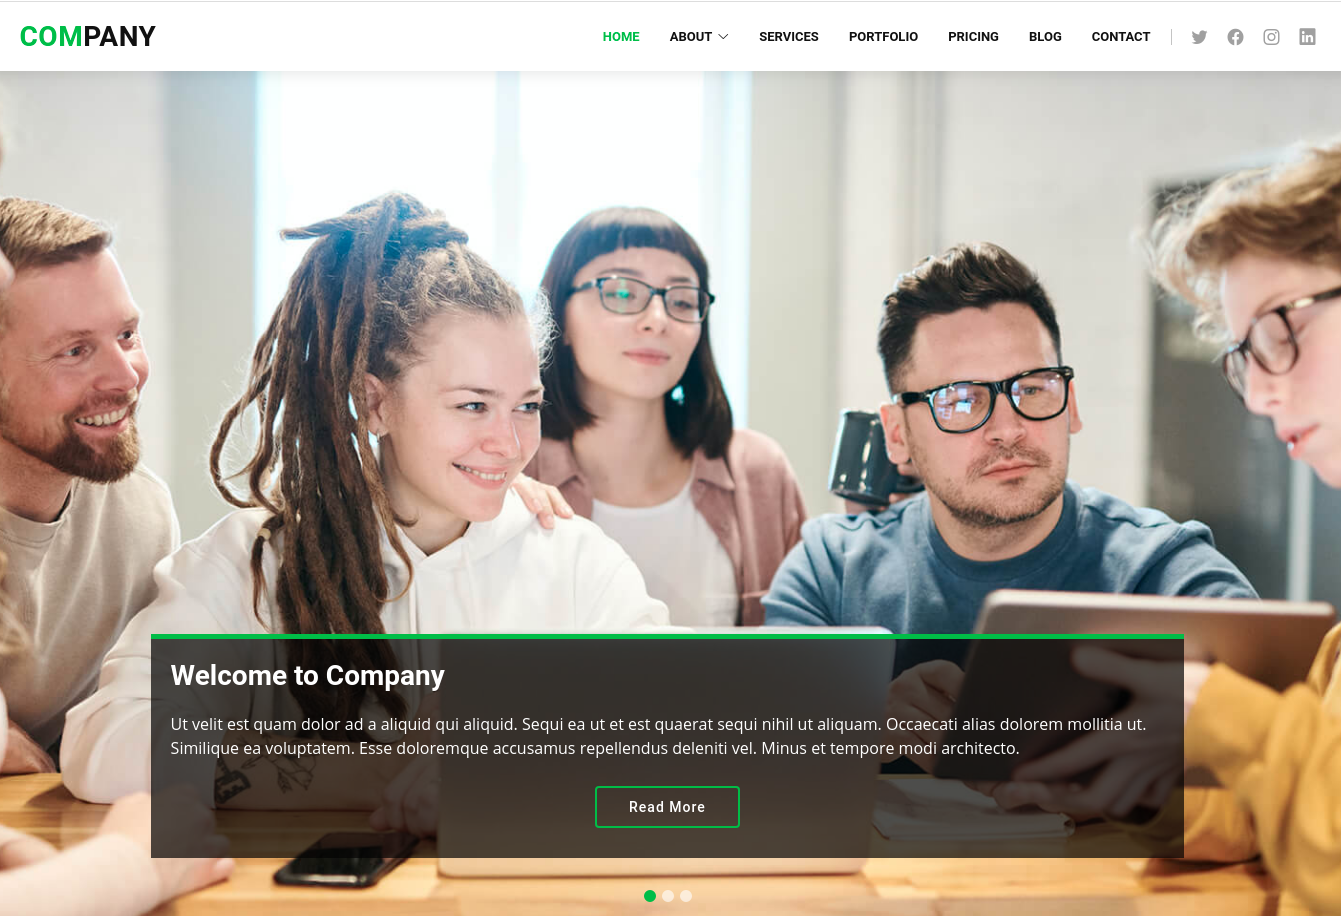 COMPANY
HOME ABOUT SERVICES PORTFOLIO PRICING BLOG CONTACT
Welcome to Company
Ut velit est quam dolor ad a aliquid qui aliquid. Sequi ea ut et est quaerat sequi nihil ut aliquam. Occaecati alias dolorem mollitia ut.
Similique ea voluptatem. Esse doloremque accusamus repellendus deleniti vel. Minus et tempore modi architecto.
Read More